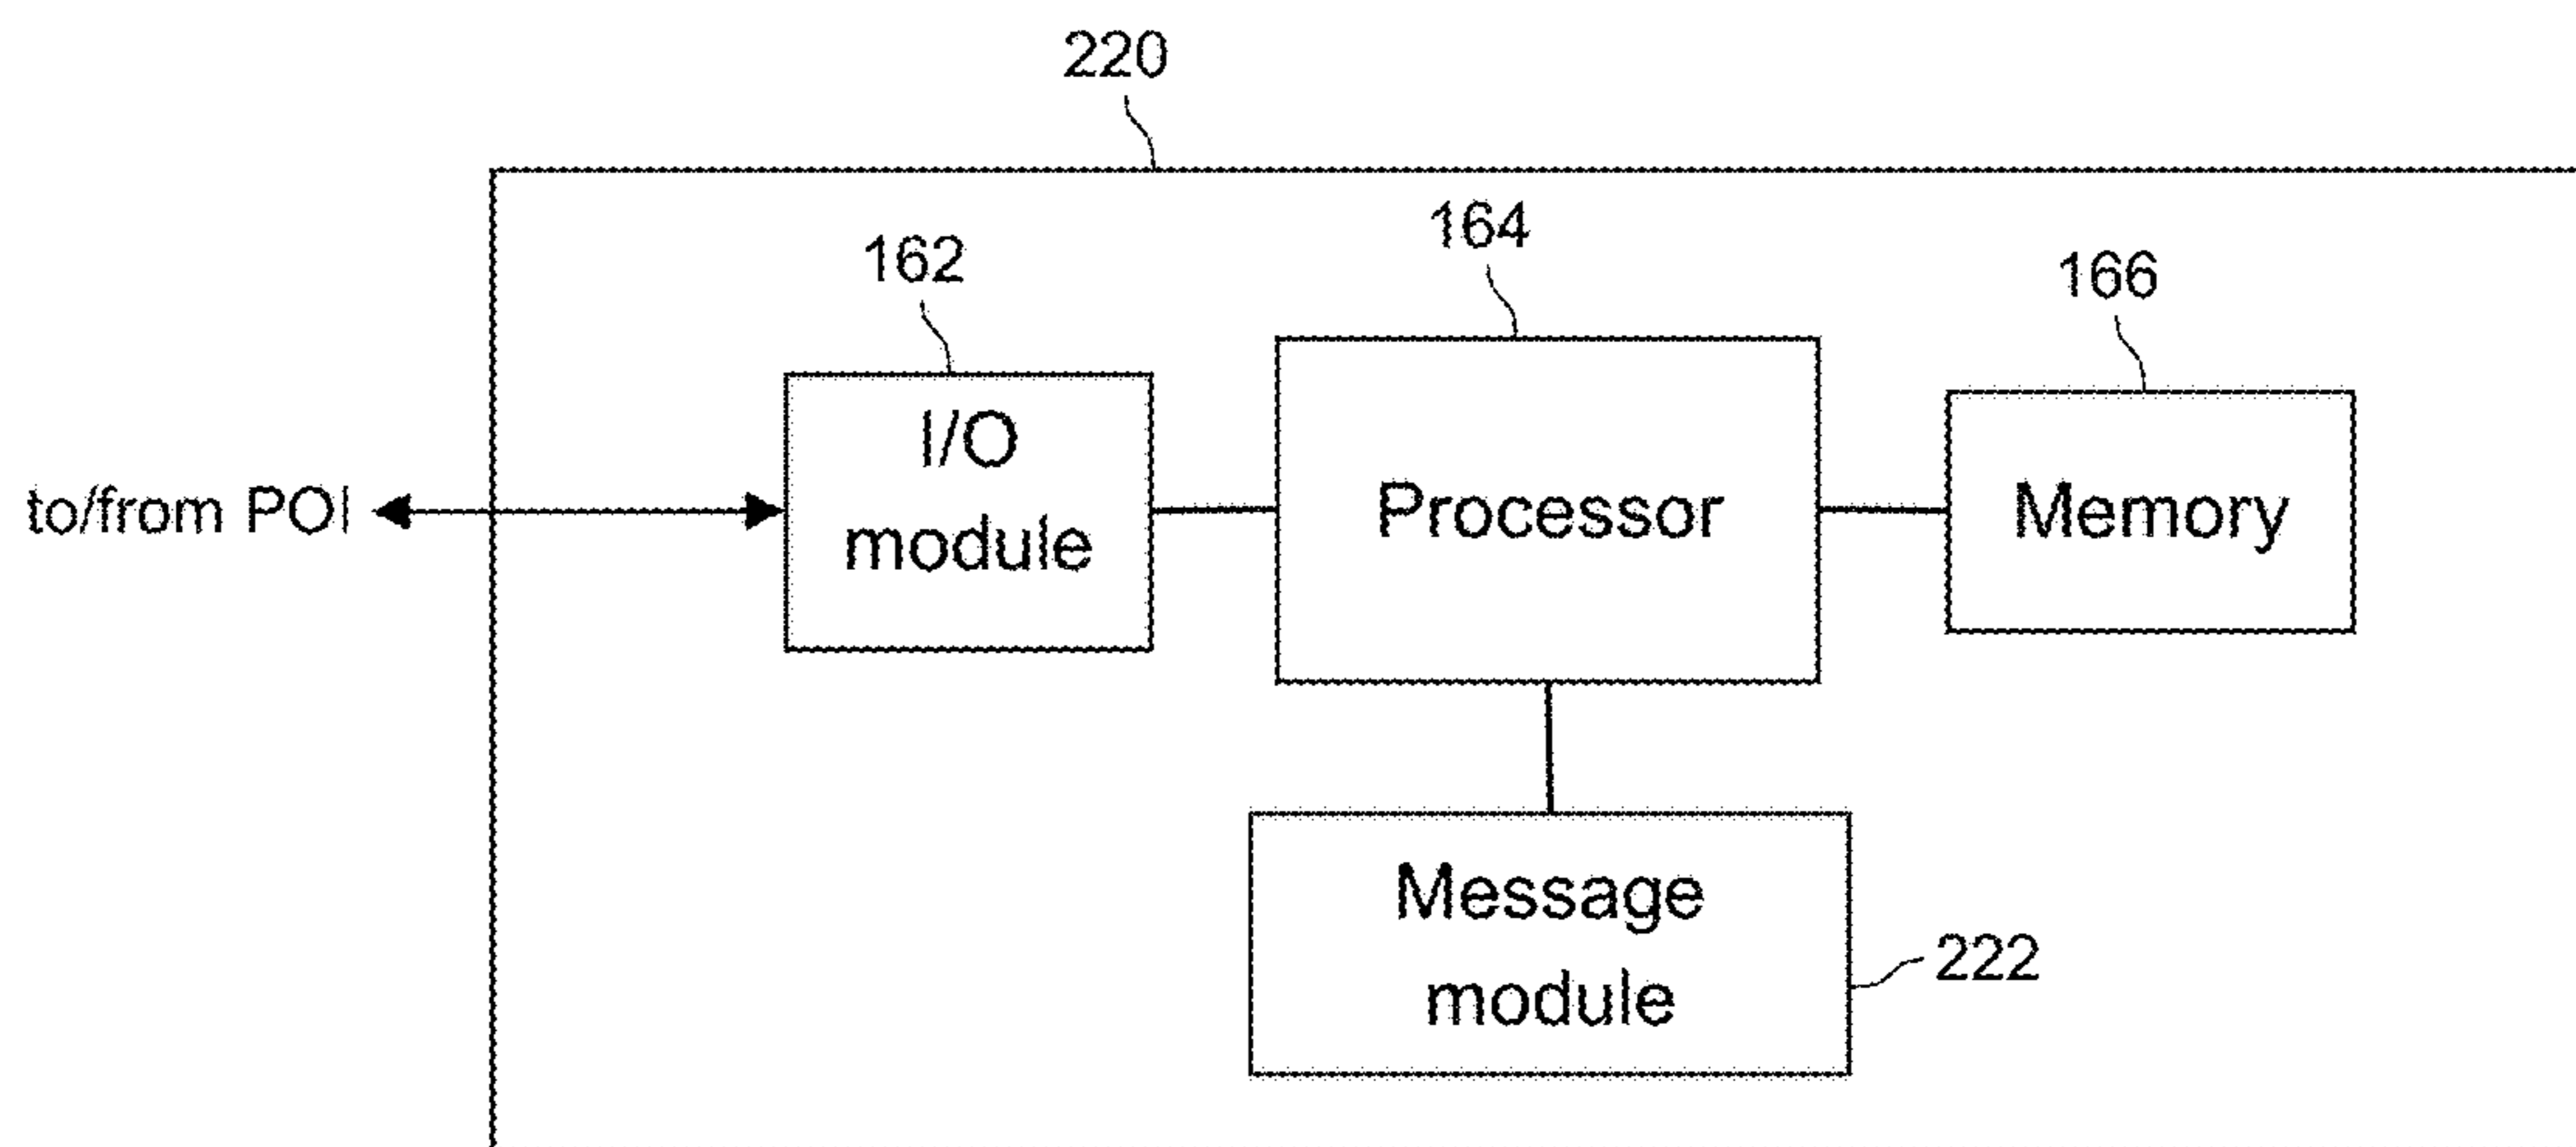 220
162
164
166
I/O
module
Processor
Memory
to/from POI
Message
module
222